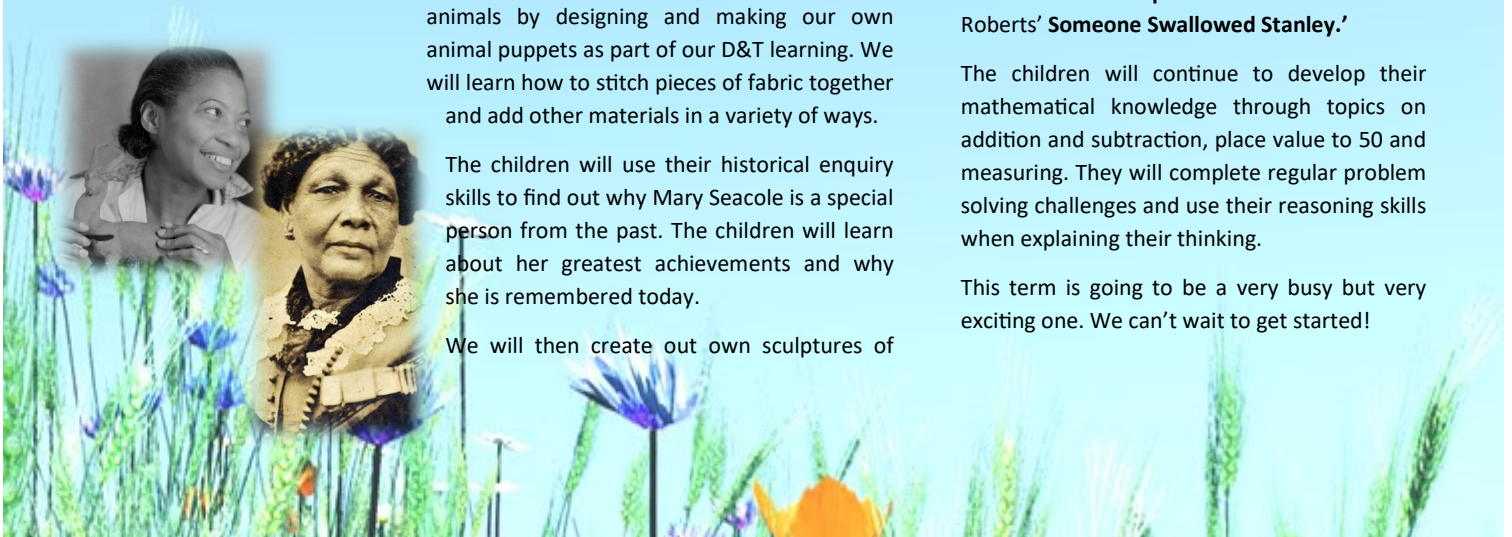 animals by designing and making our own
animal puppets as part of our D&T learning. We
will learn how to stitch pieces of fabric together
and add other materials in a variety of ways.
The children will use their historical enquiry
skills to find out why Mary Seacole is a special
person from the past. The children will learn
about her greatest achievements and why
she is remembered today.
We will then create out own sculptures of
Roberts’ Someone Swallowed Stanley.’
The children will continue to develop their
mathematical knowledge through topics on
addition and subtraction, place value to 50 and
measuring. They will complete regular problem
solving challenges and use their reasoning skills
when explaining their thinking.
This term is going to be a very busy but very
exciting one. We can’t wait to get started!